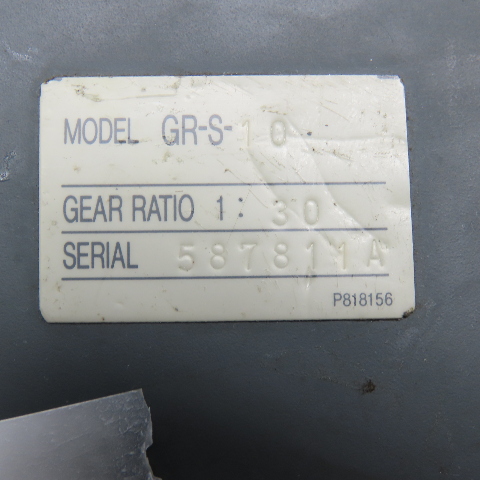 MODEL GR-S-10
GEAR RATIO 1: 30
SERIAL 587811A
P818156